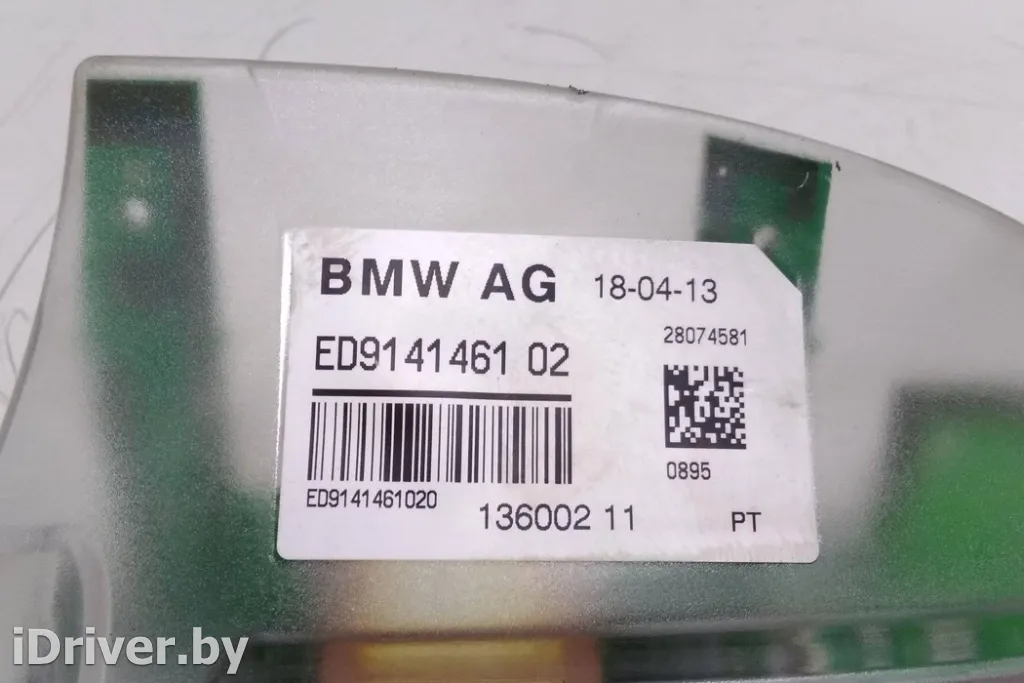 BMW AG 18-04-13
28074581
ED9141461 02
0895
ED9141461020
136002 11
PT
iDriver.by